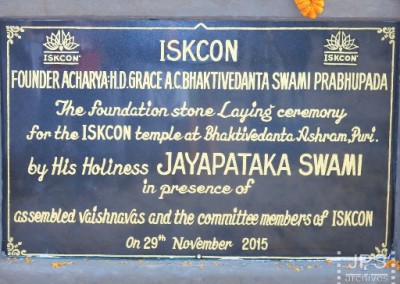 ISKCON
ISKCON ISKCON
FOUNDER ACHARYA:H.D.GRACE A.C.BHAKTIVEDANTA SWAMI PRABHUPADA
The foundation stone Laying ceremony
for the ISKCON temple at Bhaktivedanta Ashram, Puri.
by His Holiness JAYAPATAKA SWAMI
in presence of
assembled vaishnavas and the committee members of ISKCON
On 29th November 2015
JPS
archives